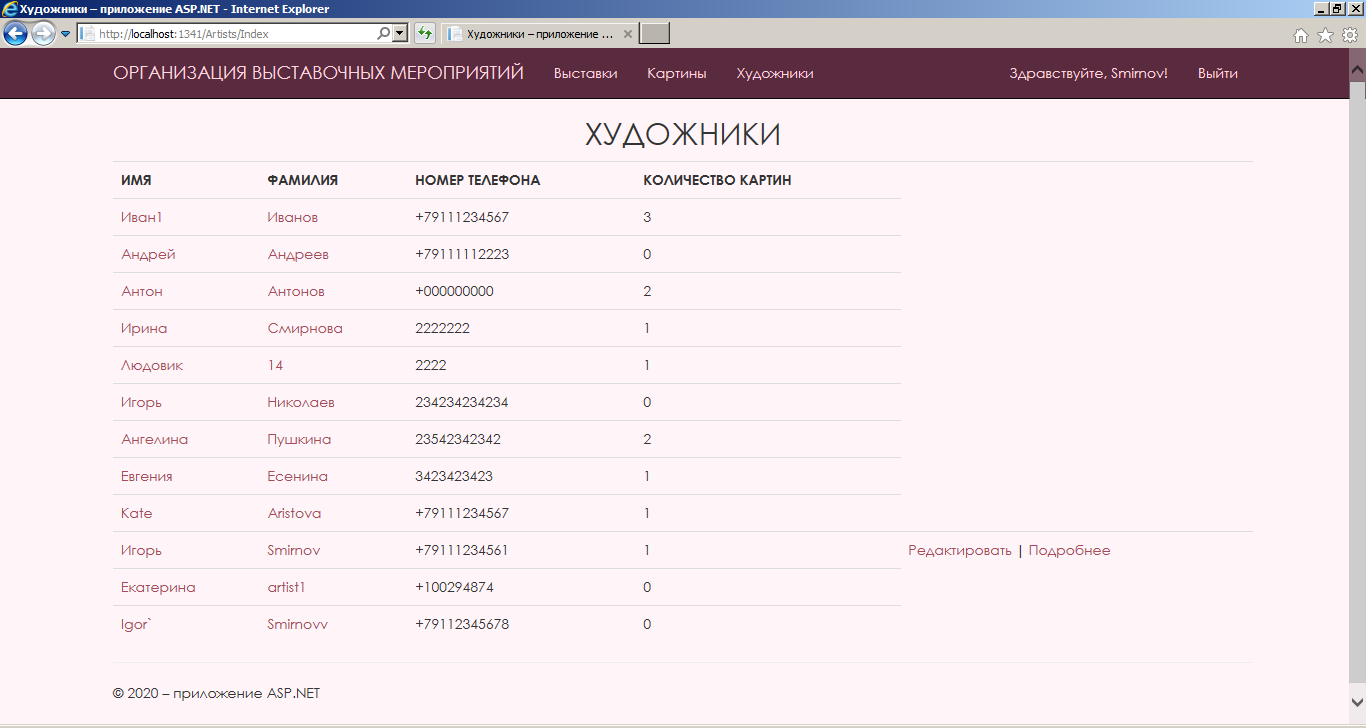 Художники – приложение ASP.NET - Internet Explorer
http://localhost:1341/Artists/Index
Художники – приложение ...
ОРГАНИЗАЦИЯ ВЫСТАВОЧНЫХ МЕРОПРИЯТИЙ Выставки Картины Художники Здравствуйте, Smirnov! Выйти
ХУДОЖНИКИ
ИМЯ ФАМИЛИЯ НОМЕР ТЕЛЕФОНА КОЛИЧЕСТВО КАРТИН
Иван1 Иванов +79111234567 3
Андрей Андреев +79111112223 0
Антон Антонов +000000000 2
Ирина Смирнова 2222222 1
Людовик 14 2222 1
Игорь Николаев 234234234234 0
Ангелина Пушкина 23542342342 2
Евгения Есенина 3423423423 1
Kate Aristova +79111234567 1
Игорь Smirnov +79111234561 1 Редактировать | Подробнее
Екатерина artist1 +100294874 0
Igor` Smirnovv +79112345678 0
© 2020 – приложение ASP.NET